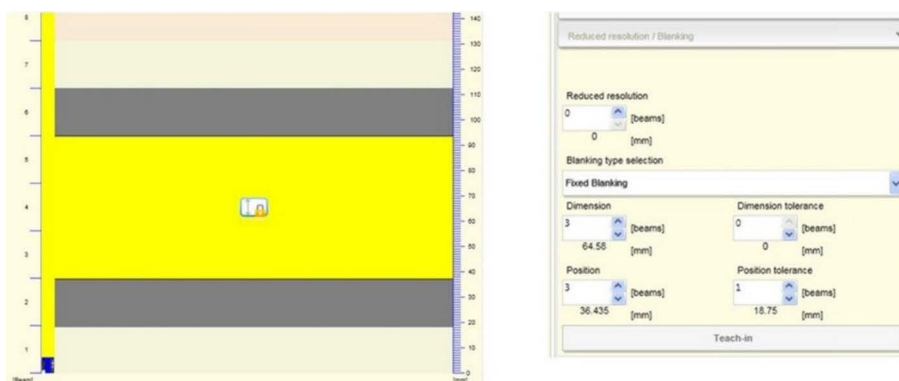 8
7
6
5
4
3
2
1
[Beam]
140
130
120
110
100
90
80
70
60
50
40
30
20
10
0
[mm]
Reduced resolution / Blanking
Reduced resolution
0 [beams]
0 [mm]
Blanking type selection
Fixed Blanking
Dimension Dimension tolerance
3 [beams] 0 [beams]
64.58 [mm] 0 [mm]
Position Position tolerance
3 [beams] 1 [beams]
36.435 [mm] 18.75 [mm]
Teach-in